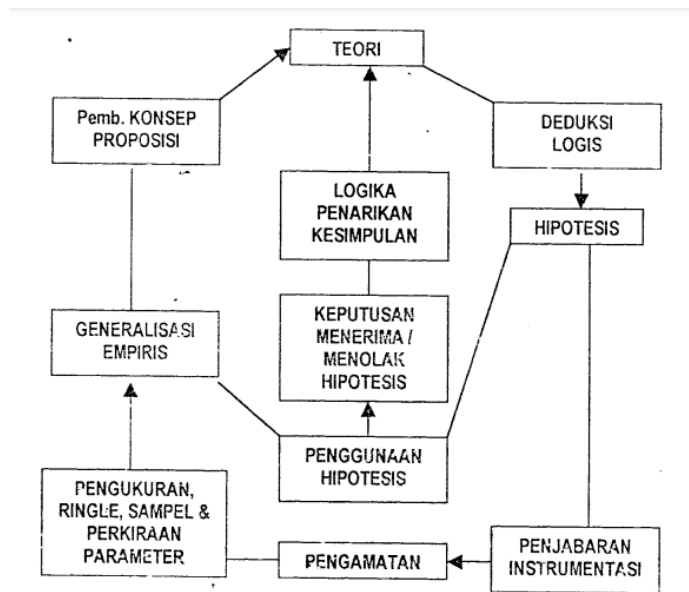 TEORI
Pemb. KONSEP
PROPOSISI
DEDUKSI
LOGIS
LOGIKA
PENARIKAN
KESIMPULAN
HIPOTESIS
GENERALISASI
EMPIRIS
KEPUTUSAN
MENERIMA /
MENOLAK
HIPOTESIS
PENGGUNAAN
HIPOTESIS
PENGUKURAN,
RINGLE, SAMPEL &
PERKIRAAN
PARAMETER
PENGAMATAN
PENJABARAN
INSTRUMENTASI